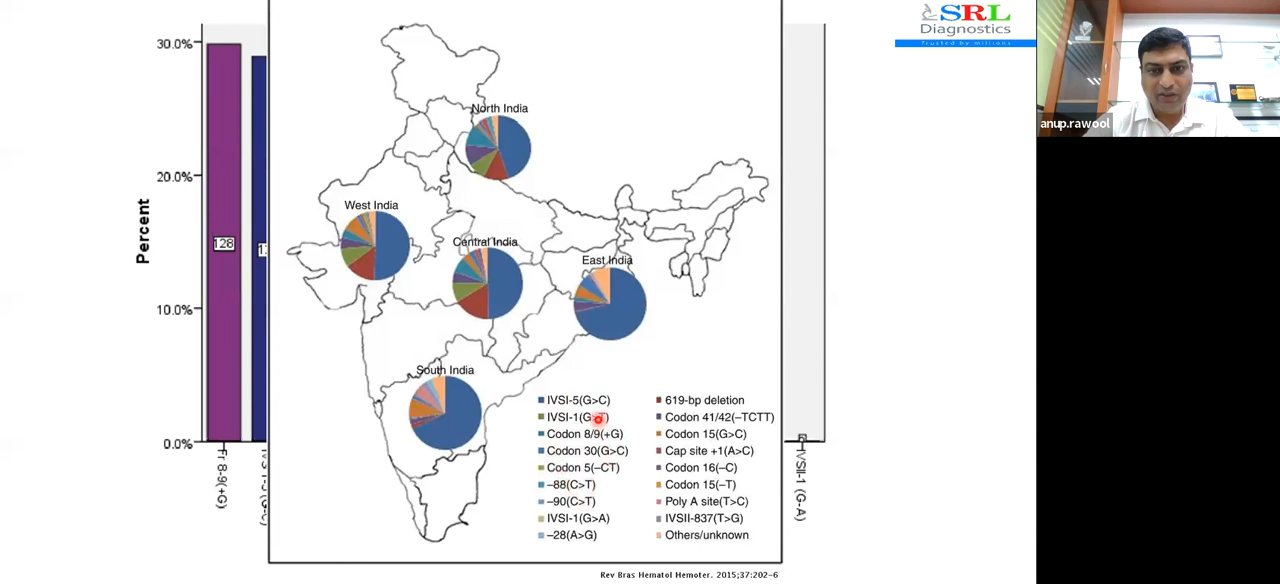 SRL
Diagnostics
Trusted by millions
anup.rawool
30.0%
20.0%
10.0%
0.0%
Percent
128
Fr 8-9(+G)
IVSII-1 (G-A)
North India
West India
Central India
East India
South India
IVSI-5(G>C)
619-bp deletion
Codon 41/42(–TCTT)
Codon 8/9(+G)
Codon 15(G>C)
Codon 30(G>C)
Cap site +1(A>C)
Codon 5(–CT)
Codon 16(–C)
–88(C>T)
Codon 15(–T)
–90(C>T)
Poly A site(T>C)
IVSI-1(G>A)
IVSII-837(T>G)
–28(A>G)
Others/unknown
Rev Bras Hematol Hemoter. 2015;37:202-6